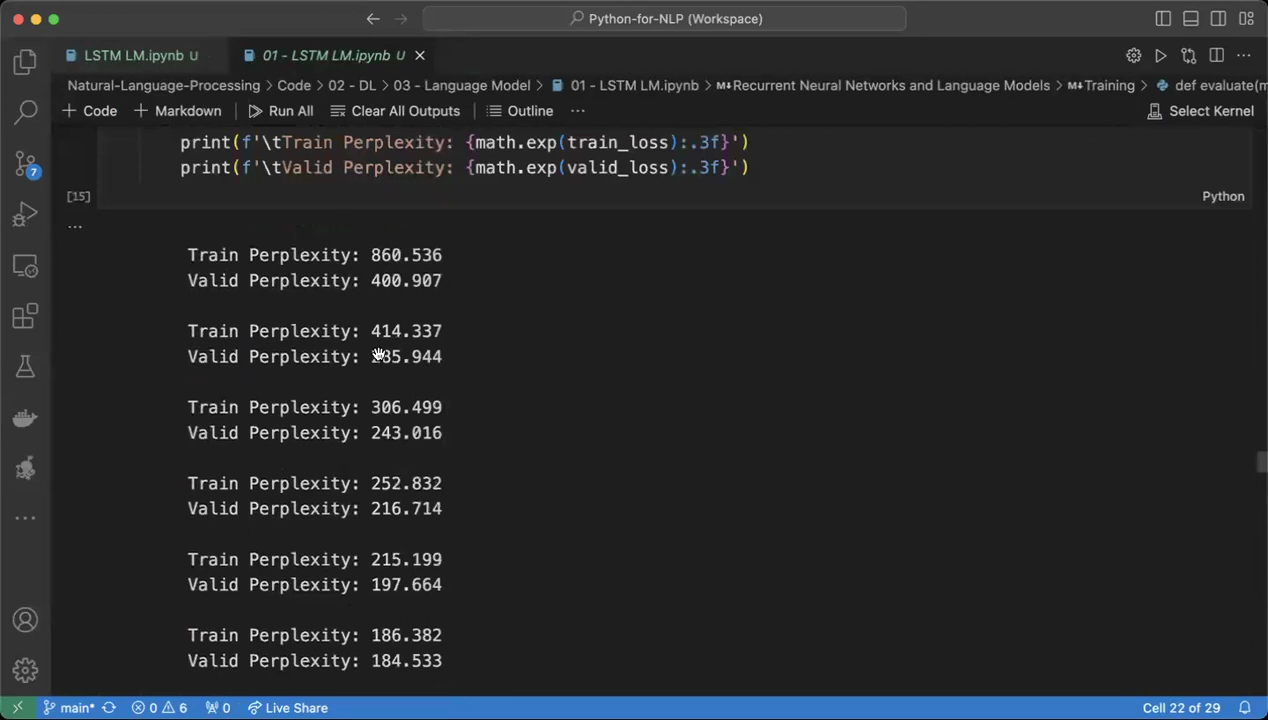 Python-for-NLP (Workspace)
LSTM LM.ipynb U
01 - LSTM LM.ipynb U
Natural-Language-Processing > Code > 02 - DL > 03 - Language Model > 01 - LSTM LM.ipynb > Recurrent Neural Networks and Language Models > Training > def evaluate(m
+ Code + Markdown Run All Clear All Outputs Outline ...
Select Kernel
print(f'\tTrain Perplexity: {math.exp(train_loss):.3f}')
print(f'\tValid Perplexity: {math.exp(valid_loss):.3f}')
[15]
Python
...
Train Perplexity: 860.536
Valid Perplexity: 400.907
Train Perplexity: 414.337
Valid Perplexity:
Train Perplexity: 306.499
Valid Perplexity: 243.016
Train Perplexity: 252.832
Valid Perplexity: 216.714
Train Perplexity: 215.199
Valid Perplexity: 197.664
Train Perplexity: 186.382
Valid Perplexity: 184.533
7
main* 0 6 0 Live Share
Cell 22 of 29